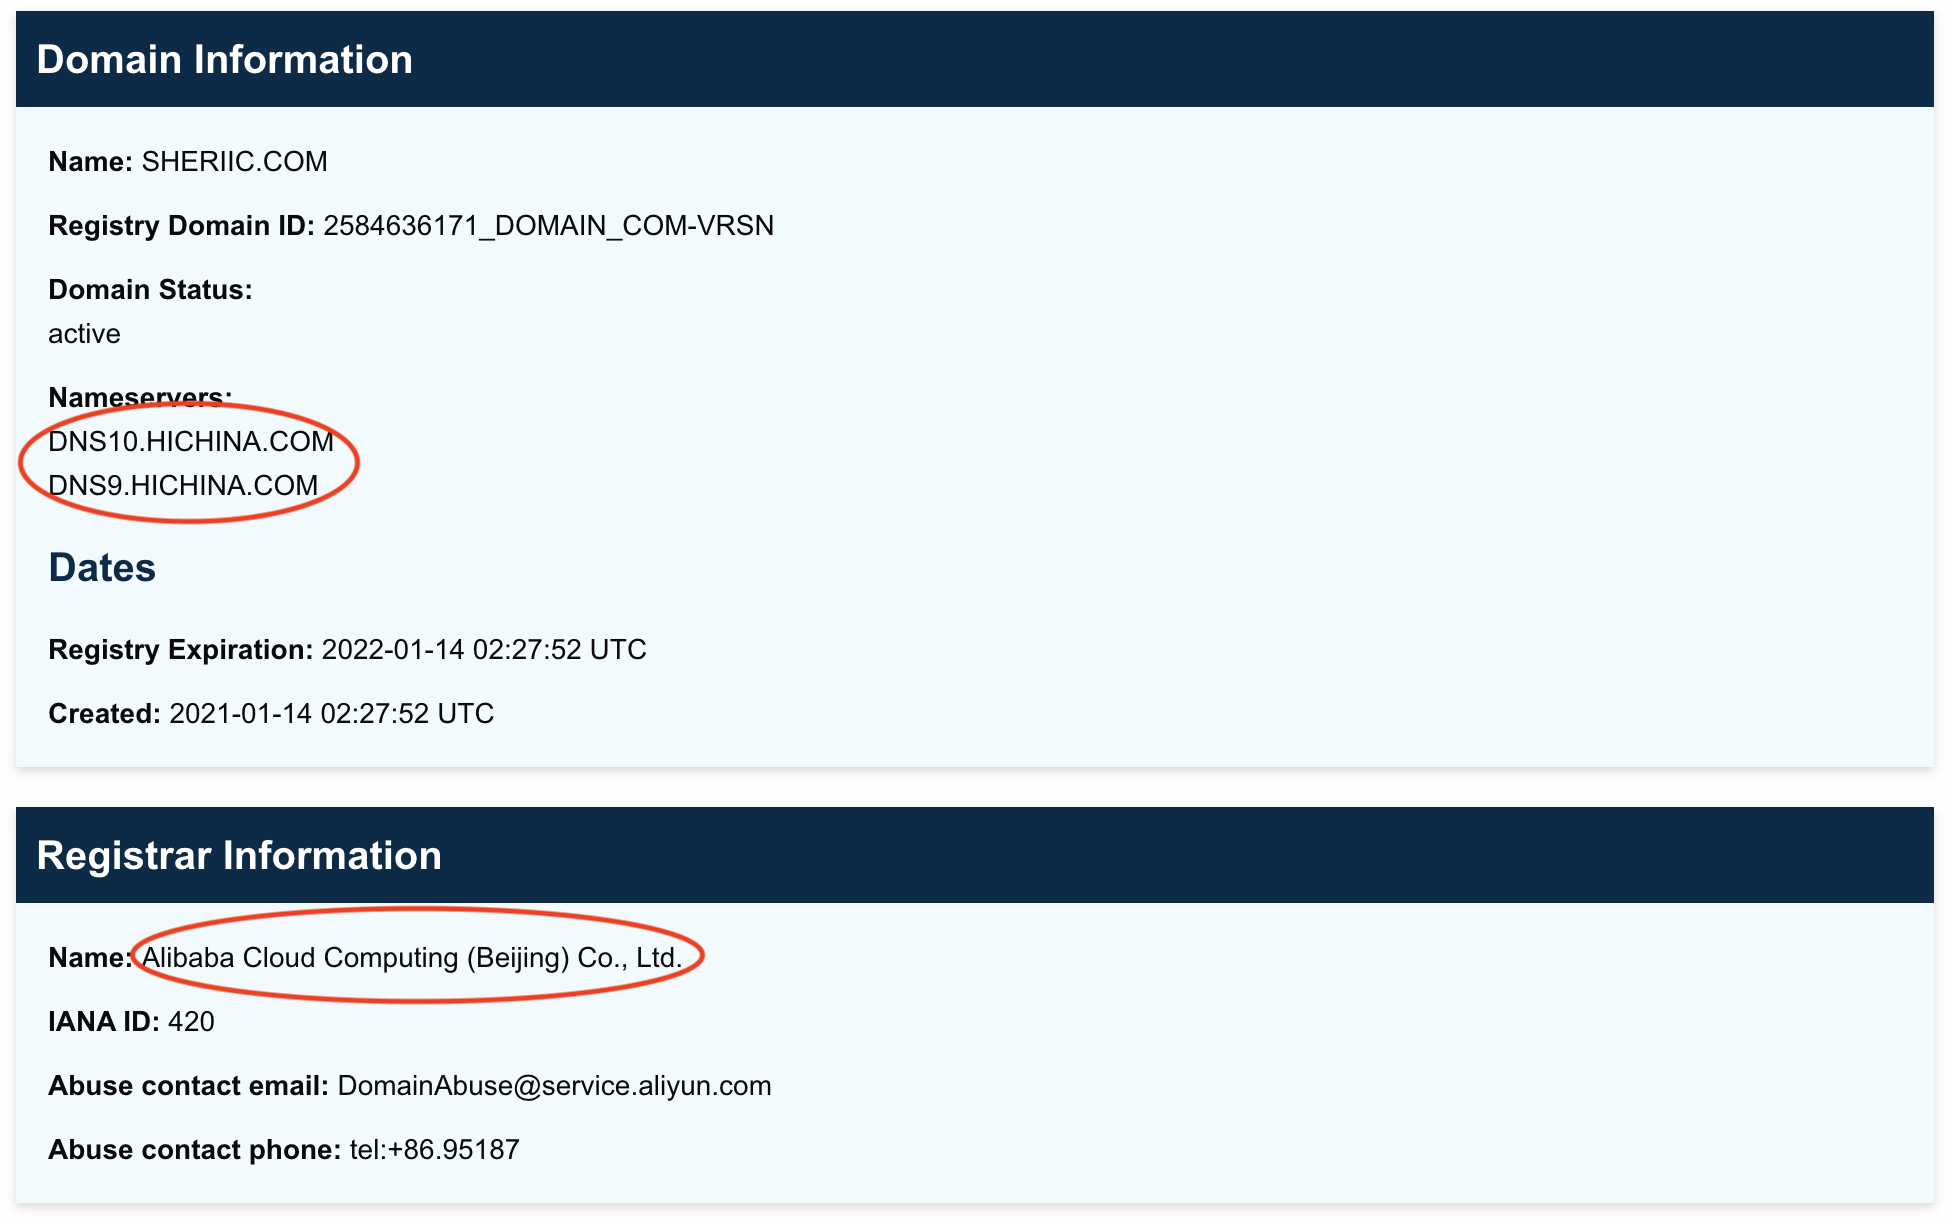 Domain Information
Name: SHERIIC.COM
Registry Domain ID: 2584636171_DOMAIN_COM-VRSN
Domain Status:
active
Nameservers:
DNS10.HICHINA.COM
DNS9.HICHINA.COM
Dates
Registry Expiration: 2022-01-14 02:27:52 UTC
Created: 2021-01-14 02:27:52 UTC
Registrar Information
Name: Alibaba Cloud Computing (Beijing) Co., Ltd.
IANA ID: 420
Abuse contact email: DomainAbuse@service.aliyun.com
Abuse contact phone: tel:+86.95187